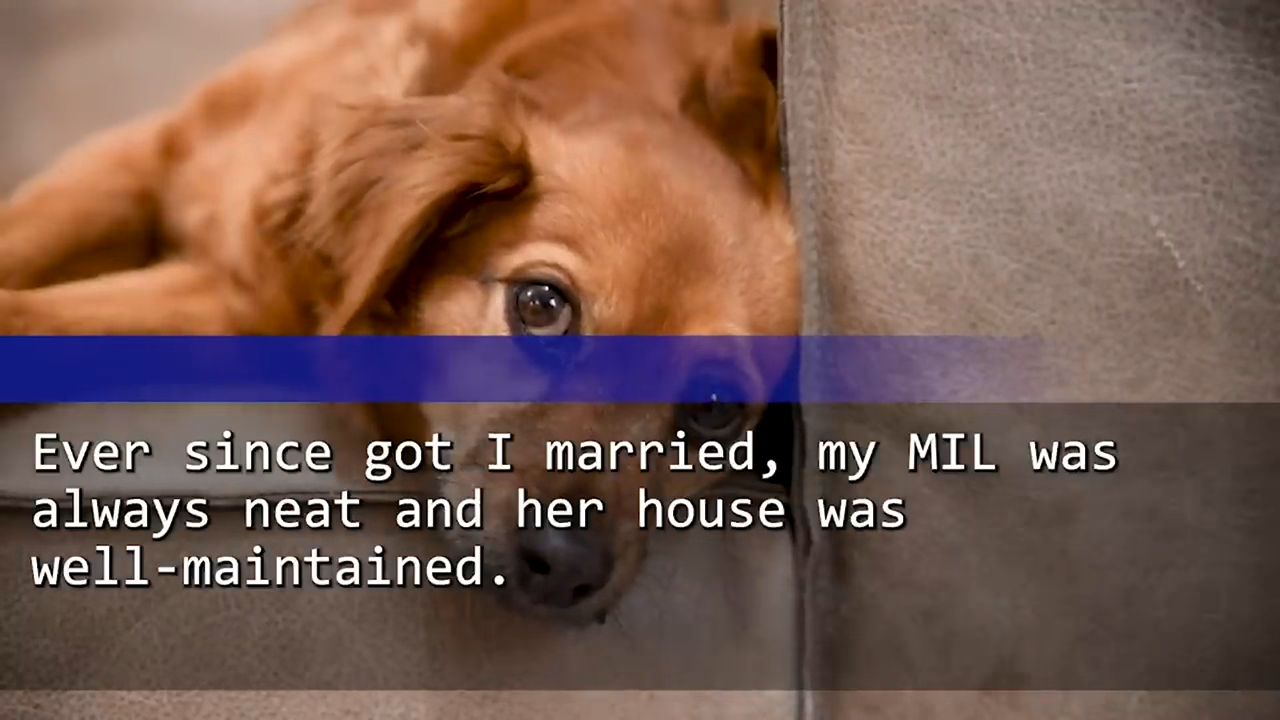 Ever since got I married, my MIL was
always neat and her house was
well-maintained.